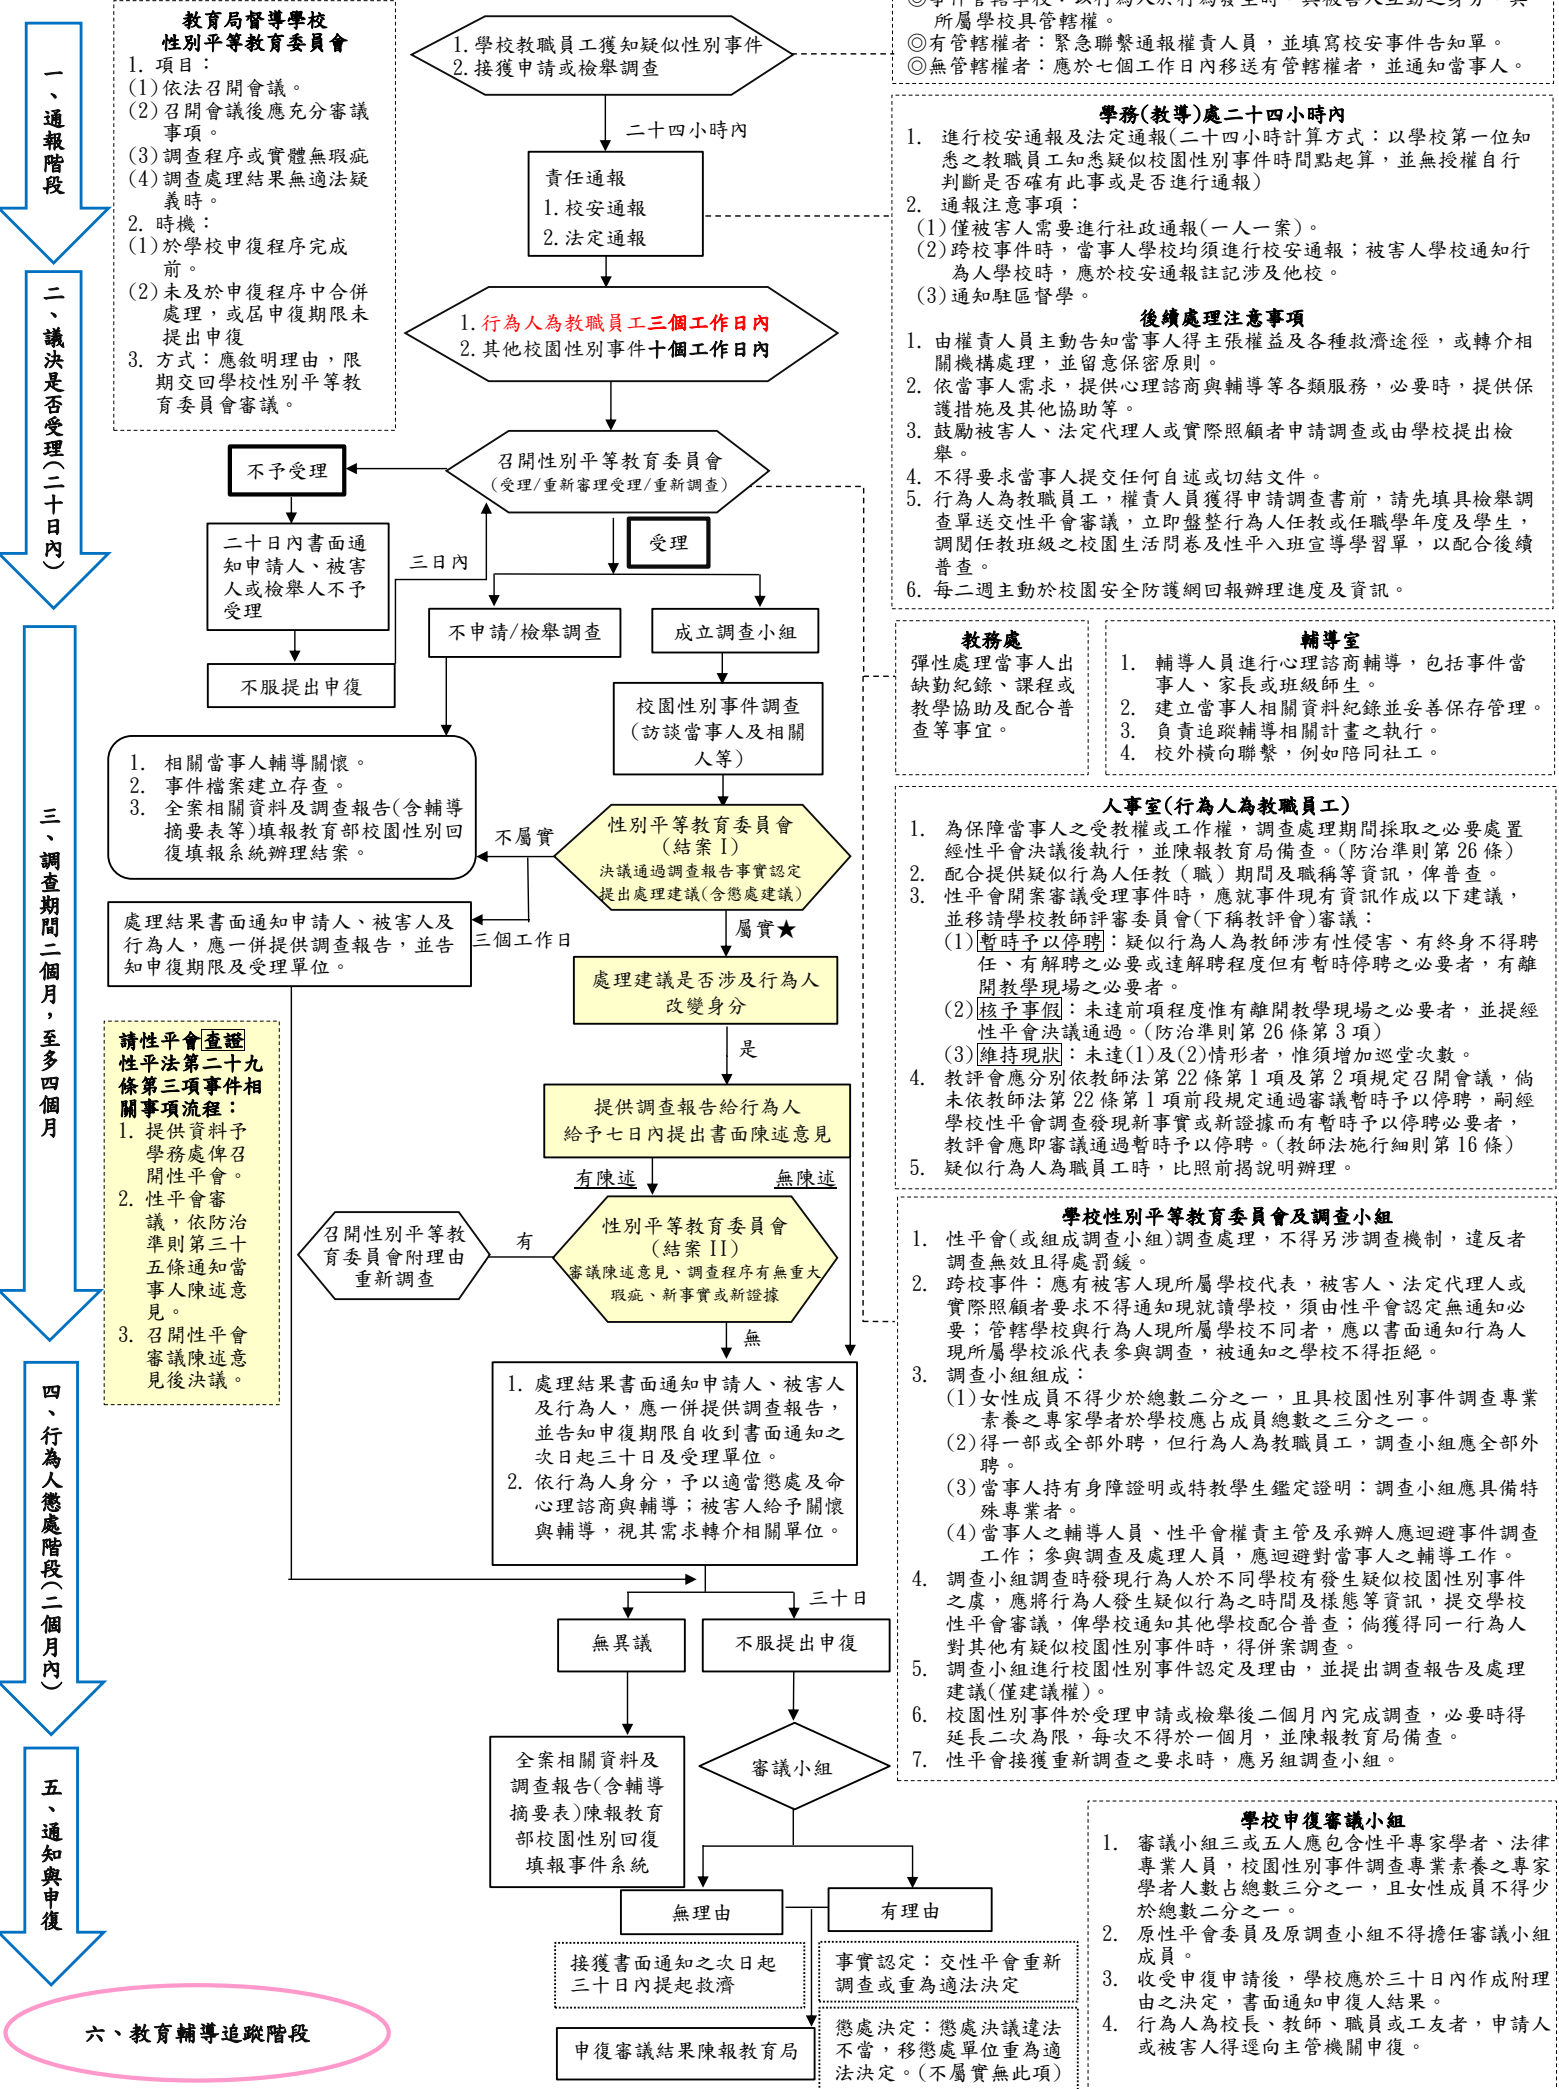 一、通報階段
二、議決是否受理(二十日內)
三、調查期間二個月，至多四個月
四、行為人懲處階段(二個月內)
五、通知與申復
六、教育輔導追蹤階段
教育局督導學校
性別平等教育委員會
1. 項目：
(1)依法召開會議。
(2)召開會議後應充分審議
事項。
(3)調查程序或實體無瑕疵
(4)調查處理結果無適法疑
義時。
2. 時機：
(1)於學校申復程序完成
前。
(2)未及於申復程序中合併
處理，或屆申復期限未
提出申復
3. 方式：應敘明理由，限
期交回學校性別平等教
育委員會審議。
1.學校教職員工獲知疑似性別事件
2.接獲申請或檢舉調查
二十四小時內
責任通報
1.校安通報
2.法定通報
1.行為人為教職員工三個工作日內
2.其他校園性別事件十個工作日內
召開性別平等教育委員會
(受理/重新審理受理/重新調查)
不予受理
受理
二十日內書面通
知申請人、被害
人或檢舉人不予
受理
三日內
不服提出申復
不申請/檢舉調查
成立調查小組
校園性別事件調查
(訪談當事人及相關
人等)
1. 相關當事人輔導關懷。
2. 事件檔案建立存查。
3. 全案相關資料及調查報告(含輔導
摘要表等)填報教育部校園性別回
復填報系統辦理結案。
不屬實
性別平等教育委員會
(結案 I)
決議通過調查報告事實認定
提出處理建議(含懲處建議)
處理結果書面通知申請人、被害人及
行為人，應一併提供調查報告，並告
知申復期限及受理單位。
三個工作日
屬實★
處理建議是否涉及行為人
改變身分
是
請性平會查證
性平法第二十九
條第三項事件相
關事項流程：
1. 提供資料予
學務處俾召
開性平會。
2. 性平會審
議，依防治
準則第三十
五條通知當
事人陳述意
見。
3. 召開性平會
審議陳述意
見後決議。
提供調查報告給行為人
給予七日內提出書面陳述意見
有陳述
無陳述
召開性別平等教
育委員會附理由
重新調查
有
性別平等教育委員會
(結案 II)
審議陳述意見、調查程序有無重大
瑕疵、新事實或新證據
無
1. 處理結果書面通知申請人、被害人
及行為人，應一併提供調查報告，
並告知申復期限自收到書面通知之
次日起三十日及受理單位。
2. 依行為人身分，予以適當懲處及命
心理諮商與輔導；被害人給予關懷
與輔導，視其需求轉介相關單位。
三十日
無異議
不服提出申復
全案相關資料及
調查報告(含輔導
摘要表)陳報教育
部校園性別回復
填報事件系統
審議小組
無理由
有理由
接獲書面通知之次日起
三十日內提起救濟
事實認定：交性平會重新
調查或重為適法決定
申復審議結果陳報教育局
懲處決定：懲處決議違法
不當，移懲處單位重為適
法決定。(不屬實無此項)
所屬學校具管轄權。
◎有管轄權者：緊急聯繫通報權責人員，並填寫校安事件告知單。
◎無管轄權者：應於七個工作日內移送有管轄權者，並通知當事人。
學務(教導)處二十四小時內
1. 進行校安通報及法定通報(二十四小時計算方式：以學校第一位知
悉之教職員工知悉疑似校園性別事件時間點起算，並無授權自行
判斷是否確有此事或是否進行通報)
2. 通報注意事項：
(1)僅被害人需要進行社政通報(一人一案)。
(2)跨校事件時，當事人學校均須進行校安通報；被害人學校通知行
為人學校時，應於校安通報註記涉及他校。
(3)通知駐區督學。
後續處理注意事項
1. 由權責人員主動告知當事人得主張權益及各種救濟途徑，或轉介相
關機構處理，並留意保密原則。
2. 依當事人需求，提供心理諮商與輔導等各類服務，必要時，提供保
護措施及其他協助等。
3. 鼓勵被害人、法定代理人或實際照顧者申請調查或由學校提出檢
舉。
4. 不得要求當事人提交任何自述或切結文件。
5. 行為人為教職員工，權責人員獲得申請調查書前，請先填具檢舉調
查單送交性平會審議，立即盤整行為人任教或任職學年度及學生，
調閱任教班級之校園生活問卷及性平入班宣導學習單，以配合後續
普查。
6. 每二週主動於校園安全防護網回報辦理進度及資訊。
教務處
彈性處理當事人出
缺勤紀錄、課程或
教學協助及配合普
查等事宜。
輔導室
1. 輔導人員進行心理諮商輔導，包括事件當
事人、家長或班級師生。
2. 建立當事人相關資料紀錄並妥善保存管理。
3. 負責追蹤輔導相關計畫之執行。
4. 校外橫向聯繫，例如陪同社工。
人事室(行為人為教職員工)
1. 為保障當事人之受教權或工作權，調查處理期間採取之必要處置
經性平會決議後執行，並陳報教育局備查。(防治準則第 26 條)
2. 配合提供疑似行為人任教（職）期間及職稱等資訊，俾普查。
3. 性平會開案審議受理事件時，應就事件現有資訊作成以下建議，
並移請學校教師評審委員會(下稱教評會)審議：
(1)暫時予以停聘：疑似行為人為教師涉有性侵害、有終身不得聘
任、有解聘之必要或達解聘程度但有暫時停聘之必要者，有離
開教學現場之必要者。
(2)核予事假：未達前項程度惟有離開教學現場之必要者，並提經
性平會決議通過。(防治準則第 26 條第 3 項)
(3)維持現狀：未達(1)及(2)情形者，惟須增加巡堂次數。
4. 教評會應分別依教師法第 22 條第 1 項及第 2 項規定召開會議，倘
未依教師法第 22 條第 1 項前段規定通過審議暫時予以停聘，嗣經
學校性平會調查發現新事實或新證據而有暫時予以停聘必要者，
教評會應即審議通過暫時予以停聘。(教師法施行細則第 16 條)
5. 疑似行為人為職員工時，比照前揭說明辦理。
學校性別平等教育委員會及調查小組
1. 性平會(或組成調查小組)調查處理，不得另涉調查機制，違反者
調查無效且得處罰鍰。
2. 跨校事件：應有被害人現所屬學校代表，被害人、法定代理人或
實際照顧者要求不得通知現就讀學校，須由性平會認定無通知必
要；管轄學校與行為人現所屬學校不同者，應以書面通知行為人
現所屬學校派代表參與調查，被通知之學校不得拒絕。
3. 調查小組組成：
(1)女性成員不得少於總數二分之一，且具校園性別事件調查專業
素養之專家學者於學校應占成員總數之三分之一。
(2)得一部或全部外聘，但行為人為教職員工，調查小組應全部外
聘。
(3)當事人持有身障證明或特教學生鑑定證明：調查小組應具備特
殊專業者。
(4)當事人之輔導人員、性平會權責主管及承辦人應迴避事件調查
工作；參與調查及處理人員，應迴避對當事人之輔導工作。
4. 調查小組調查時發現行為人於不同學校有發生疑似校園性別事件
之虞，應將行為人發生疑似行為之時間及樣態等資訊，提交學校
性平會審議，俾學校通知其他學校配合普查；倘獲得同一行為人
對其他有疑似校園性別事件時，得併案調查。
5. 調查小組進行校園性別事件認定及理由，並提出調查報告及處理
建議(僅建議權)。
6. 校園性別事件於受理申請或檢舉後二個月內完成調查，必要時得
延長二次為限，每次不得於一個月，並陳報教育局備查。
7. 性平會接獲重新調查之要求時，應另組調查小組。
學校申復審議小組
1. 審議小組三或五人應包含性平專家學者、法律
專業人員，校園性別事件調查專業素養之專家
學者人數占總數三分之一，且女性成員不得少
於總數二分之一。
2. 原性平會委員及原調查小組不得擔任審議小組
成員。
3. 收受申復申請後，學校應於三十日內作成附理
由之決定，書面通知申復人結果。
4. 行為人為校長、教師、職員或工友者，申請人
或被害人得逕向主管機關申復。